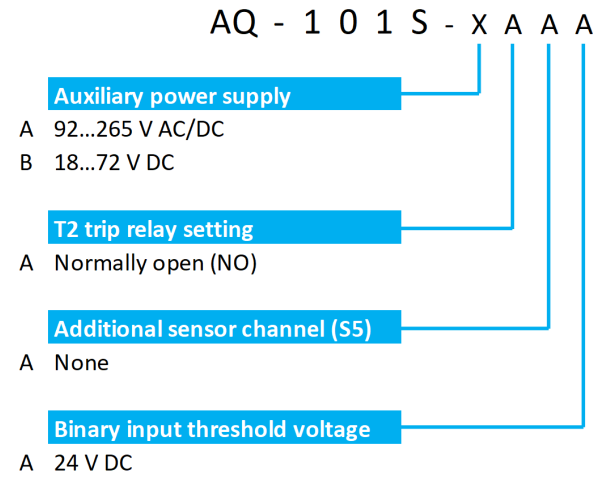 AQ - 1 0 1 S - X A A A
Auxiliary power supply
A 92...265 V AC/DC
B 18...72 V DC
T2 trip relay setting
A Normally open (NO)
Additional sensor channel (S5)
A None
Binary input threshold voltage
A 24 V DC